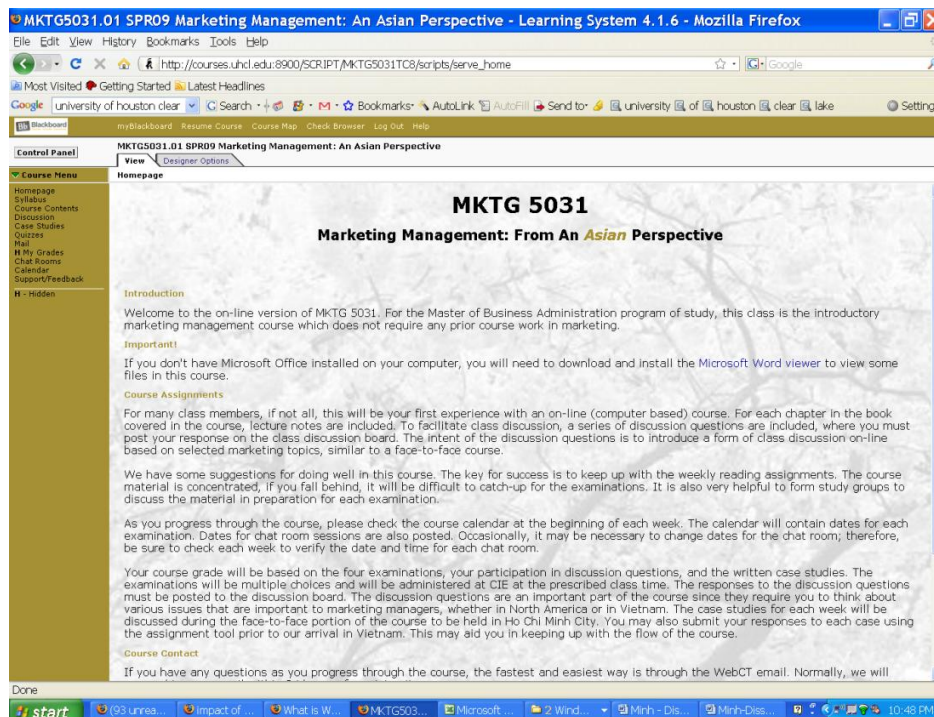 MKTG5031.01 SPR09 Marketing Management: An Asian Perspective - Learning System 4.1.6 - Mozilla Firefox
File Edit View History Bookmarks Tools Help
http://courses.uhcl.edu:8900/SCRIPT/MKTG5031TC8/scripts/serve_home
Google
Most Visited Getting Started Latest Headlines
Google university of houston clear Search Bookmarks AutoLink AutoFill Send to university of houston clear lake Setting
Blackboard myBlackboard Resume Course Course Map Check Browser Log Out Help
Control Panel
MKTG5031.01 SPR09 Marketing Management: An Asian Perspective
View Designer Options
Course Menu
Homepage
Homepage
Syllabus
Course Contents
Discussion
Case Studies
Quizzes
Mail
H My Grades
Chat Rooms
Calendar
Support/Feedback
H - Hidden
MKTG 5031
Marketing Management: From An Asian Perspective
Introduction
Welcome to the on-line version of MKTG 5031. For the Master of Business Administration program of study, this class is the introductory
marketing management course which does not require any prior course work in marketing.
Important!
If you don't have Microsoft Office installed on your computer, you will need to download and install the Microsoft Word viewer to view some
files in this course.
Course Assignments
For many class members, if not all, this will be your first experience with an on-line (computer based) course. For each chapter in the book
covered in the course, lecture notes are included. To facilitate class discussion, a series of discussion questions are included, where you must
post your response on the class discussion board. The intent of the discussion questions is to introduce a form of class discussion on-line
based on selected marketing topics, similar to a face-to-face course.
We have some suggestions for doing well in this course. The key for success is to keep up with the weekly reading assignments. The course
material is concentrated, if you fall behind, it will be difficult to catch-up for the examinations. It is also very helpful to form study groups to
discuss the material in preparation for each examination.
As you progress through the course, please check the course calendar at the beginning of each week. The calendar will contain dates for each
examination. Dates for chat room sessions are also posted. Occasionally, it may be necessary to change dates for the chat room; therefore,
be sure to check each week to verify the date and time for each chat room.
Your course grade will be based on the four examinations, your participation in discussion questions, and the written case studies. The
examinations will be multiple choices and will be administered at CIE at the prescribed class time. The responses to the discussion questions
must be posted to the discussion board. The discussion questions are an important part of the course since they require you to think about
various issues that are important to marketing managers, whether in North America or in Vietnam. The case studies for each week will be
discussed during the face-to-face portion of the course to be held in Ho Chi Minh City. You may also submit your responses to each case using
the assignment tool prior to our arrival in Vietnam. This may aid you in keeping up with the flow of the course.
Course Contact
If you have any questions as you progress through the course, the fastest and easiest way is through the WebCT email. Normally, we will
Done
start (93 unrea... impact of ... What is W... MKTG503... Microsoft ... 2 Wind... Minh - Dis... Minh-Diss... 10:48 PM